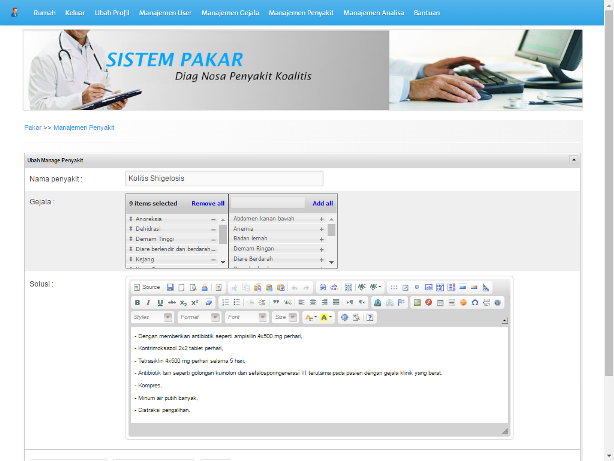 Rumah Keluar Ubah Profil Manajemen User Manajemen Gejala Manajemen Penyakit Manajemen Analisa Bantuan
SISTEM PAKAR
Diag Nosa Penyakit Koalitis
Pakar >> Manajemen Penyakit
Ubah Manage Penyakit
Nama penyakit : Kolitis Shigelosis
Gejala :
9 items selected Remove all Add all
Anoreksia Abdomen kanan bawah
Dehidrasi Anemia
Demam Tinggi Badan lemah
Diare berlendir dan berdarah Demam Ringan
Kejang Diare Berdarah
Solusi :
Source
Styles Format Font Size
- Dengan memberikan antibiotik seperti ampisilin 4x500 mg perhari,
- Kontrimoksazol 2x2 tablet perhari,
- Tetrasiklin 4x500 mg perhari selama 5 hari,
- Antibiotik lain seperti golongan kuinolon dan sefalosporingenerasi III terutama pada pasien dengan gejala klinik yang berat.
- Kompres,
- Minum air putih banyak,
- Distraksi pengalihan.